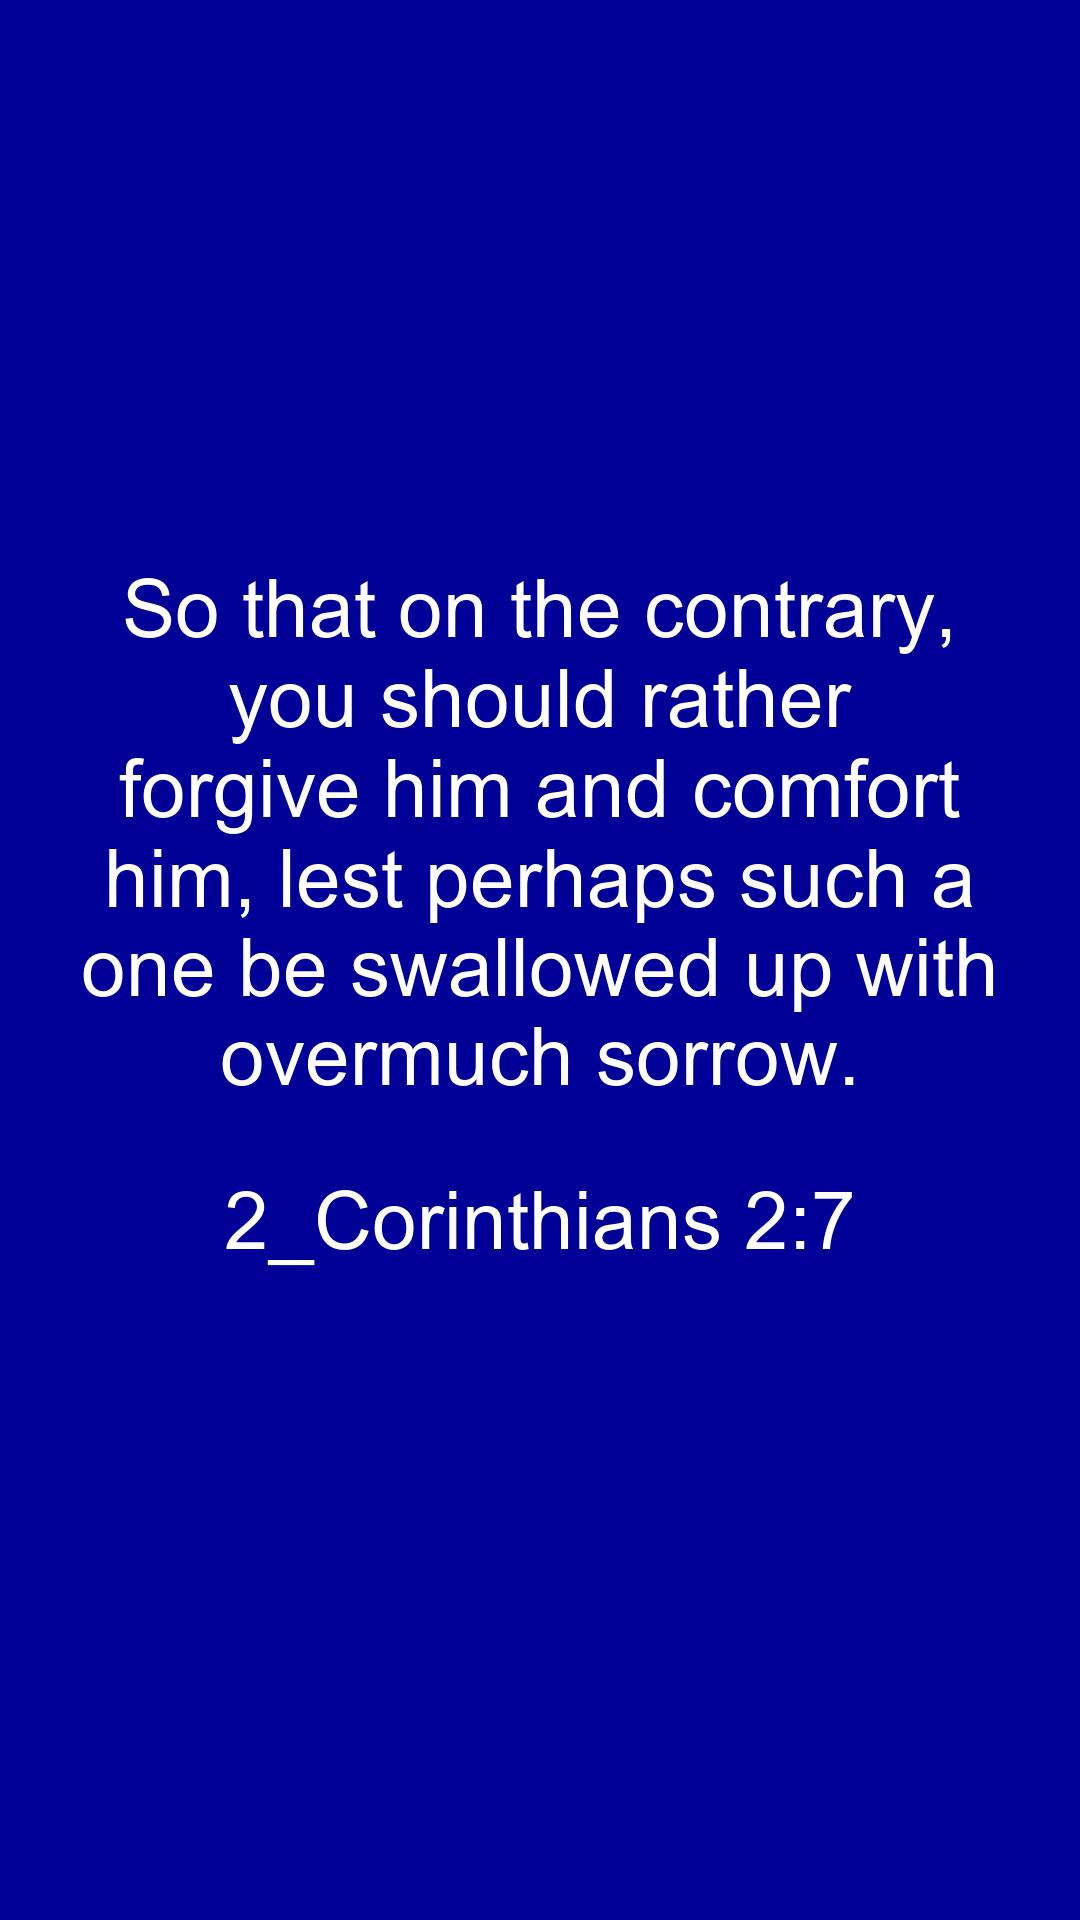 So that on the contrary,
you should rather
forgive him and comfort
him, lest perhaps such a
one be swallowed up with
overmuch sorrow.
2_Corinthians 2:7